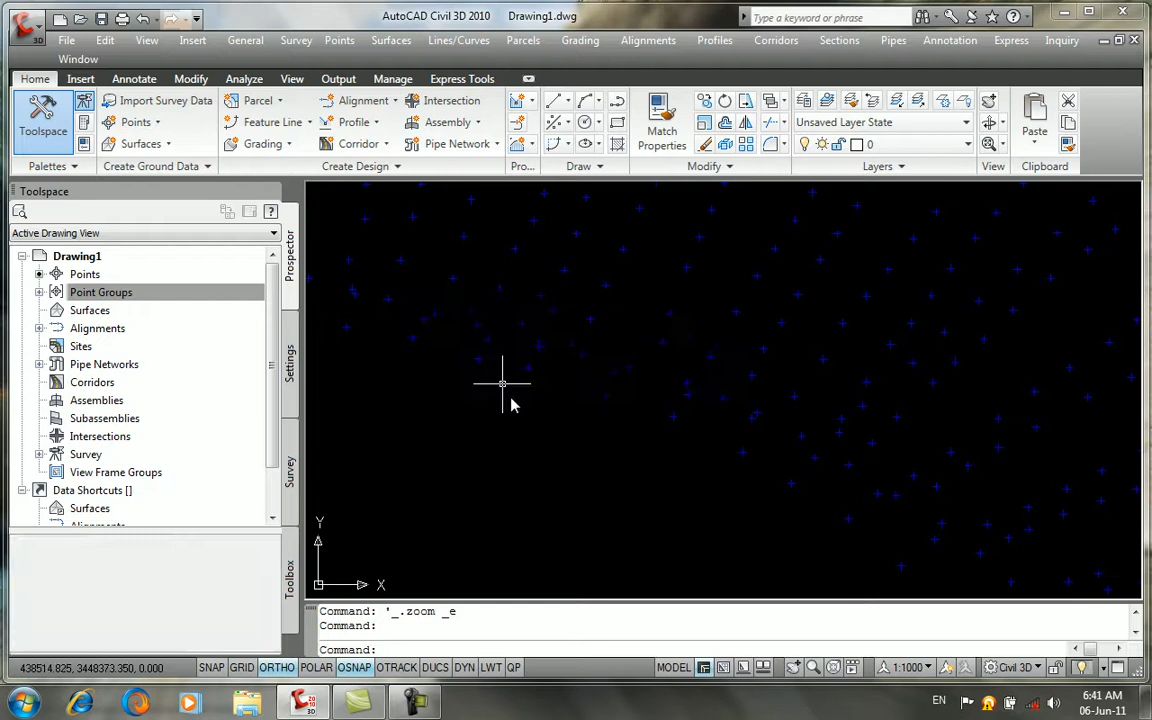 AutoCAD Civil 3D 2010 Drawing1.dwg
Type a keyword or phrase
3D
File Edit View Insert General Survey Points Surfaces Lines/Curves Parcels Grading Alignments Profiles Corridors Sections Pipes Annotation Express Inquiry
Window
Home Insert Annotate Modify Analyze View Output Manage Express Tools
Import Survey Data Parcel Alignment Intersection Unsaved Layer State
Toolspace Points Feature Line Profile Assembly Match Properties Paste
Surfaces Grading Corridor Pipe Network 0
Palettes Create Ground Data Create Design Pro... Draw Modify Layers View Clipboard
Toolspace
Active Drawing View
Drawing1
Points
Point Groups
Surfaces
Alignments
Sites
Pipe Networks
Corridors
Assemblies
Subassemblies
Intersections
Survey
View Frame Groups
Data Shortcuts []
Surfaces
Alignments
Prospector
Settings
Survey
Toolbox
Y
X
Command: '_.zoom _e
Command:
Command:
438514.825, 3448373.350, 0.000 SNAP GRID ORTHO POLAR OSNAP OTRACK DUCS DYN LWT QP MODEL 1:1000 Civil 3D
EN 6:41 AM
06-Jun-11